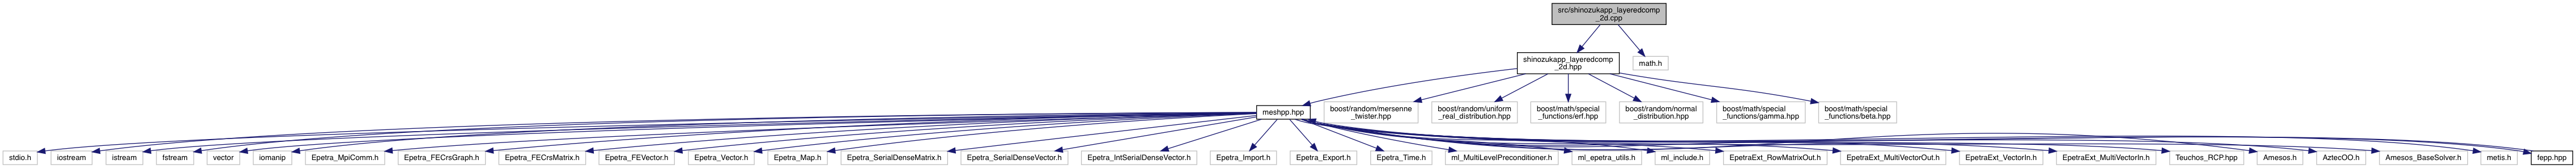 src/shinozukapp_layeredcomp
_2d.cpp
shinozukapp_layeredcomp
_2d.hpp
math.h
meshpp.hpp
boost/random/mersenne
_twister.hpp
boost/random/uniform
_real_distribution.hpp
boost/math/special
_functions/erf.hpp
boost/random/normal
_distribution.hpp
boost/math/special
_functions/gamma.hpp
boost/math/special
_functions/beta.hpp
stdio.h
iostream
istream
fstream
vector
iomanip
Epetra_MpiComm.h
Epetra_FECrsGraph.h
Epetra_FECrsMatrix.h
Epetra_FEVector.h
Epetra_Vector.h
Epetra_Map.h
Epetra_SerialDenseMatrix.h
Epetra_SerialDenseVector.h
Epetra_IntSerialDenseVector.h
Epetra_Import.h
Epetra_Export.h
Epetra_Time.h
ml_MultiLevelPreconditioner.h
ml_epetra_utils.h
ml_include.h
EpetraExt_RowMatrixOut.h
EpetraExt_MultiVectorOut.h
EpetraExt_VectorIn.h
EpetraExt_MultiVectorIn.h
Teuchos_RCP.hpp
Amesos.h
AztecOO.h
Amesos_BaseSolver.h
metis.h
fepp.hpp